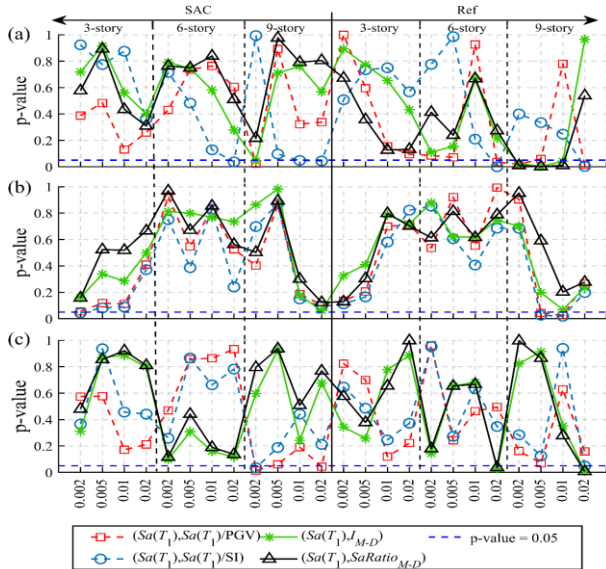 SAC Ref
3-story 6-story 9-story 3-story 6-story 9-story
(a)
p-value
1
0.8
0.6
0.4
0.2
0
(b)
p-value
1
0.8
0.6
0.4
0.2
0
(c)
p-value
1
0.8
0.6
0.4
0.2
0
0.002 0.005 0.01 0.02 0.002 0.005 0.01 0.02 0.002 0.005 0.01 0.02 0.002 0.005 0.01 0.02 0.002 0.005 0.01 0.02 0.002 0.005 0.01 0.02
(Sa(T1),Sa(T1)/PGV) (Sa(T1),IM-D) p-value = 0.05
(Sa(T1),Sa(T1)/SI) (Sa(T1),SaRatioM-D)